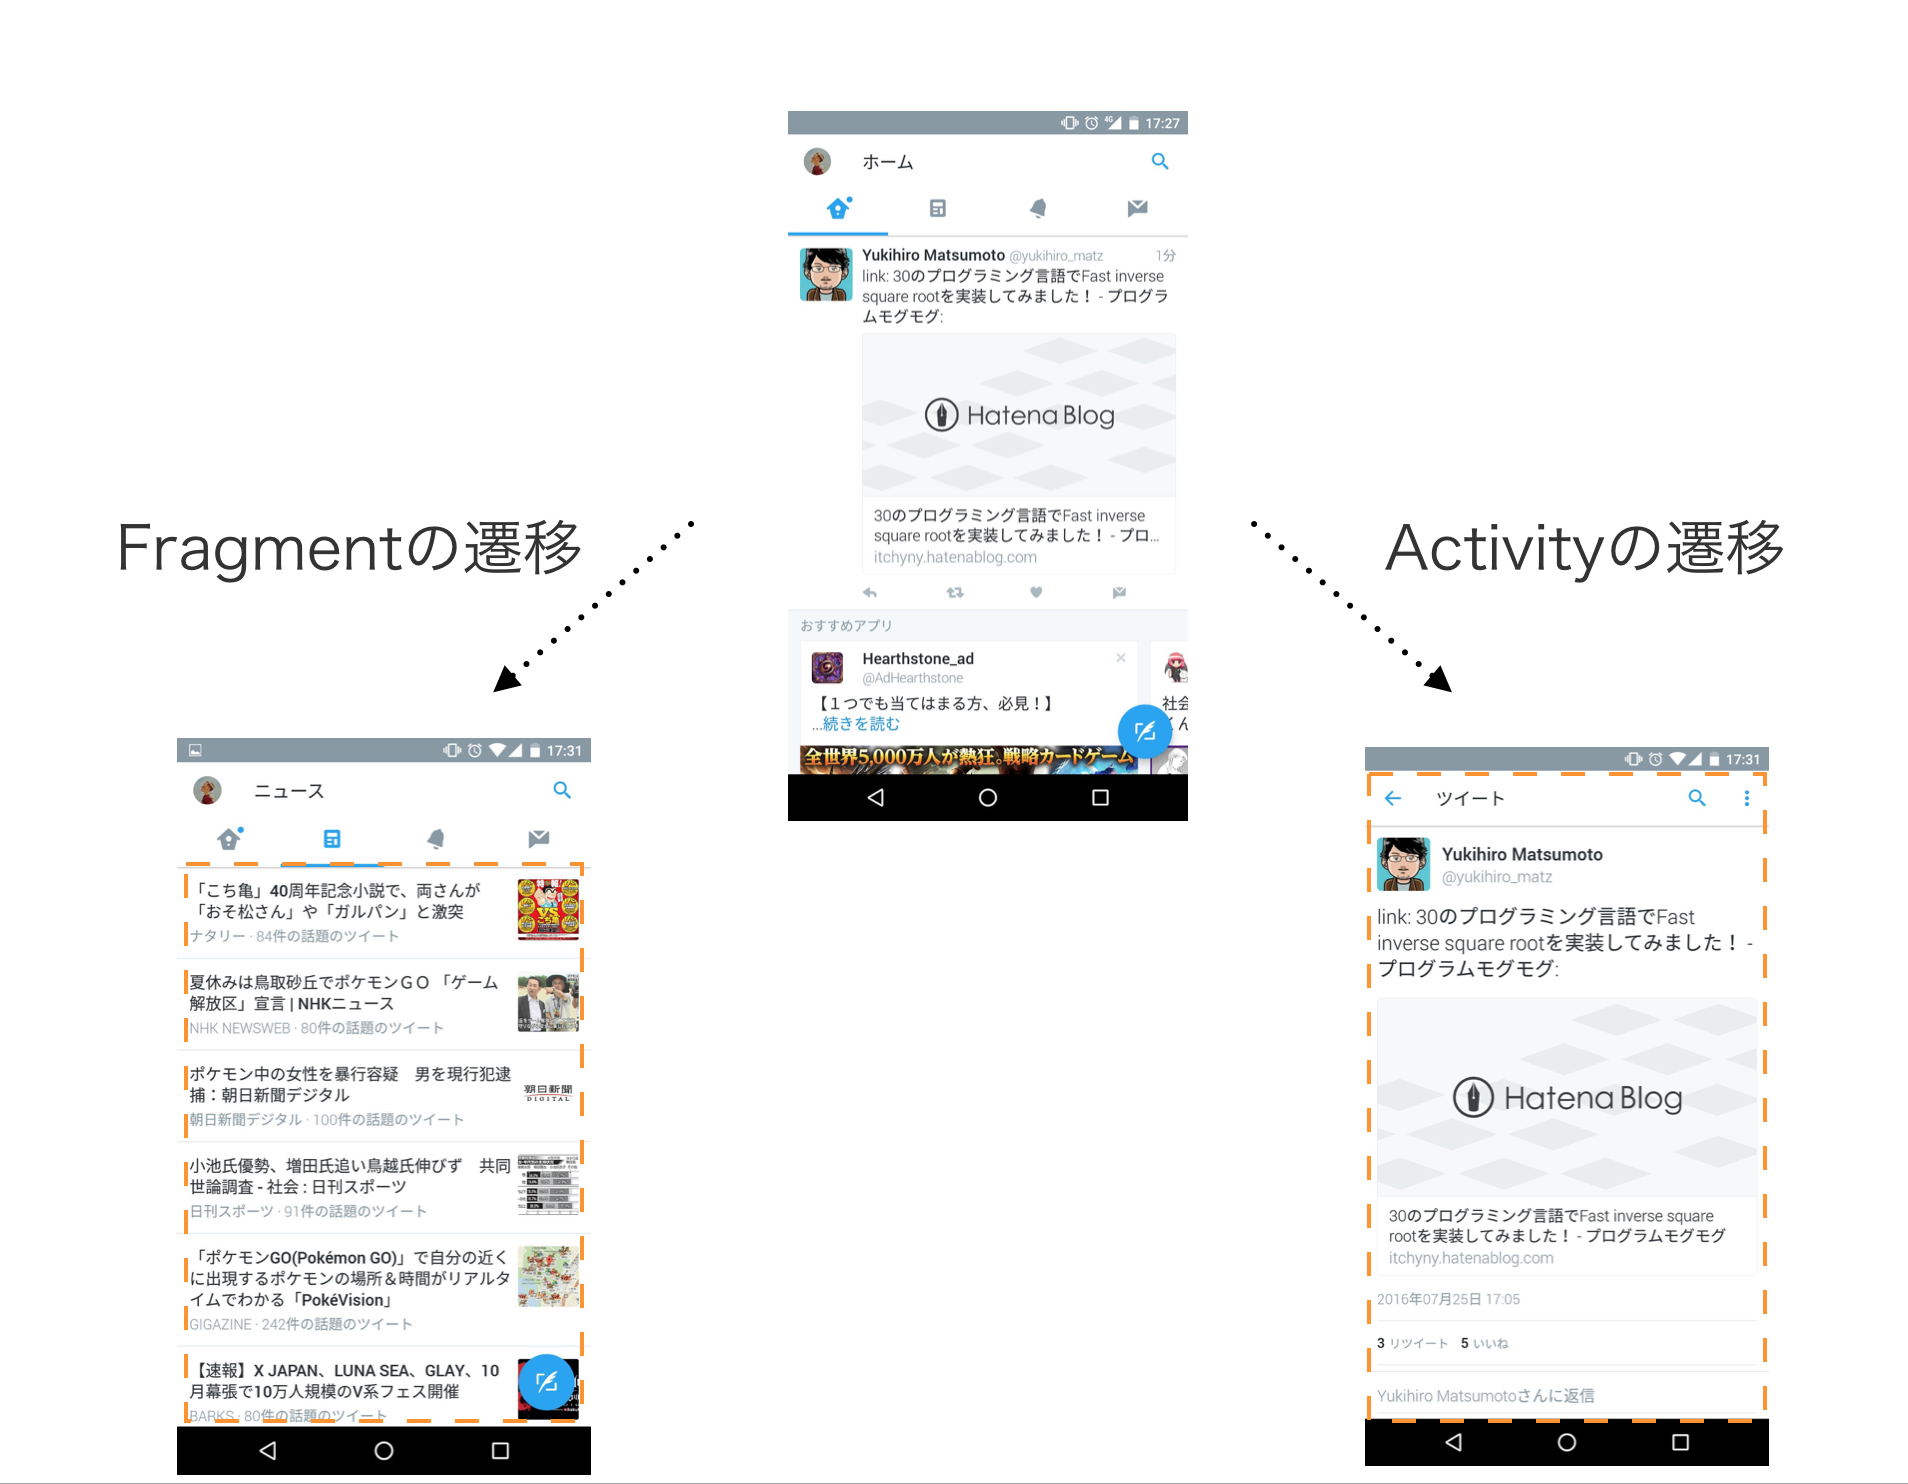 17:27
ホーム
Yukihiro Matsumoto @yukihiro_matz 1分
link: 30のプログラミング言語でFast inverse
square rootを実装してみました！ - プログラ
ムモグモグ:
Hatena Blog
30のプログラミング言語でFast inverse
square rootを実装してみました！ - プロ...
itchyny.hatenablog.com
おすすめアプリ
Hearthstone_ad
@AdHearthstone
【１つでも当てはまる方、必見！】
...続きを読む
社会
くん
全世界5,000万人が熱狂。戦略カードゲーム
Fragmentの遷移
Activityの遷移
17:31
ニュース
「こち亀」40周年記念小説で、両さんが
「おそ松さん」や「ガルパン」と激突
ナタリー · 84件の話題のツイート
夏休みは鳥取砂丘でポケモンＧＯ 「ゲーム
解放区」宣言 | NHKニュース
NHK NEWSWEB · 80件の話題のツイート
ポケモン中の女性を暴行容疑　男を現行犯逮
捕：朝日新聞デジタル
朝日新聞デジタル · 100件の話題のツイート
朝日新聞
DIGITAL
小池氏優勢、増田氏追い鳥越氏伸びず　共同
世論調査 - 社会 : 日刊スポーツ
日刊スポーツ · 91件の話題のツイート
「ポケモンGO(Pokémon GO)」で自分の近く
に出現するポケモンの場所＆時間がリアルタ
イムでわかる「PokéVision」
GIGAZINE · 242件の話題のツイート
【速報】X JAPAN、LUNA SEA、GLAY、10
月幕張で10万人規模のV系フェス開催
BARKS · 80件の話題のツイート
17:31
ツイート
Yukihiro Matsumoto
@yukihiro_matz
link: 30のプログラミング言語でFast
inverse square rootを実装してみました！ -
プログラムモグモグ:
Hatena Blog
30のプログラミング言語でFast inverse square
rootを実装してみました！ - プログラムモグモグ
itchyny.hatenablog.com
2016年07月25日 17:05
3 リツイート 5 いいね
Yukihiro Matsumotoさんに返信